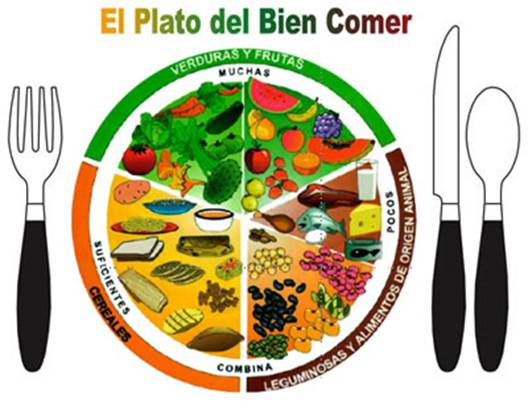 El Plato del Bien Comer
VERDURAS Y FRUTAS
MUCHAS
POCOS
LEGUMINOSAS Y ALIMENTOS DE ORIGEN ANIMAL
SUFICIENTES
CEREALES
COMBINA